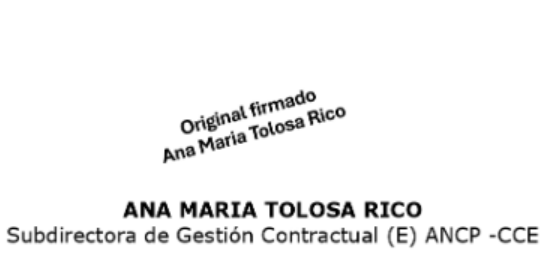 Original firmado
Ana Maria Tolosa Rico
ANA MARIA TOLOSA RICO
Subdirectora de Gestión Contractual (E) ANCP -CCE